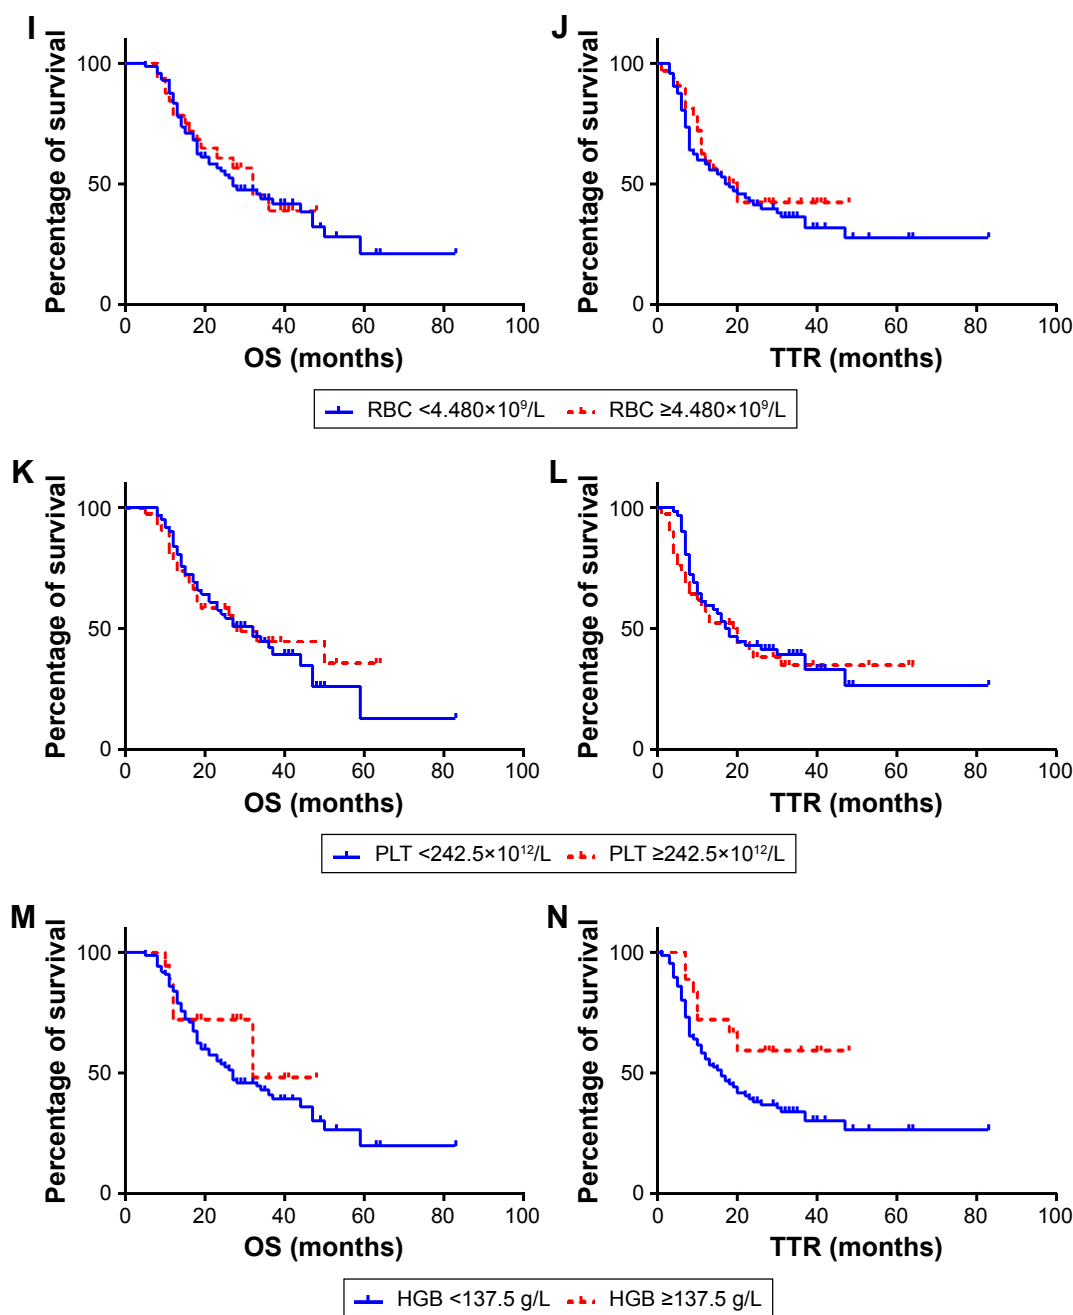 I
Percentage of survival
100
50
0
0 20 40 60 80 100
OS (months)
J
Percentage of survival
100
50
0
0 20 40 60 80 100
TTR (months)
RBC <4.480×10⁹/L RBC ≥4.480×10⁹/L
K
Percentage of survival
100
50
0
0 20 40 60 80 100
OS (months)
L
Percentage of survival
100
50
0
0 20 40 60 80 100
TTR (months)
PLT <242.5×10¹²/L PLT ≥242.5×10¹²/L
M
Percentage of survival
100
50
0
0 20 40 60 80 100
OS (months)
N
Percentage of survival
100
50
0
0 20 40 60 80 100
TTR (months)
HGB <137.5 g/L HGB ≥137.5 g/L